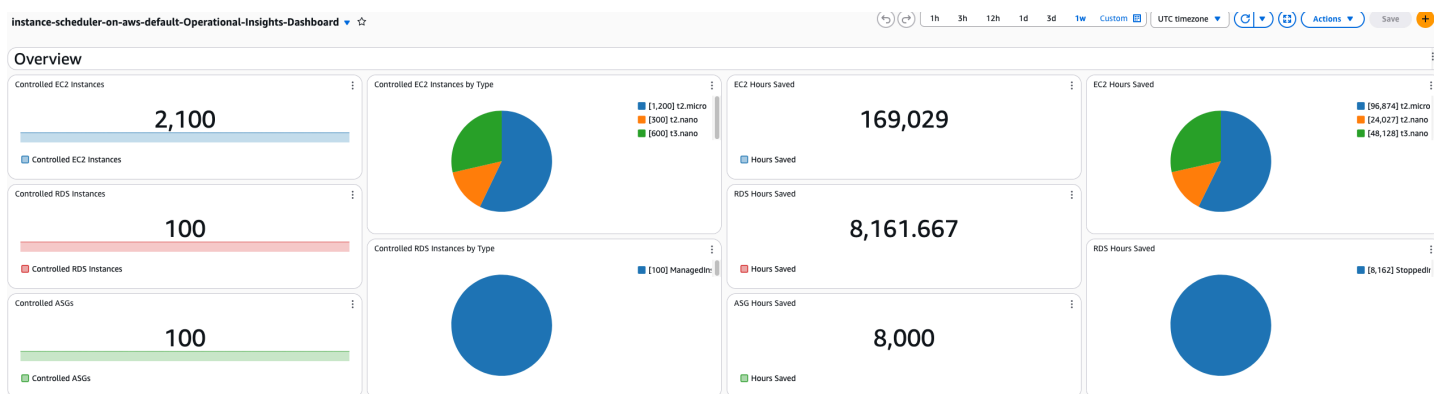 instance-scheduler-on-aws-default-Operational-Insights-Dashboard
1h 3h 12h 1d 3d 1w Custom UTC timezone Actions Save
Overview
Controlled EC2 Instances
2,100
Controlled EC2 Instances
Controlled EC2 Instances by Type
[1,200] t2.micro
[300] t2.nano
[600] t3.nano
EC2 Hours Saved
169,029
Hours Saved
EC2 Hours Saved
[96,874] t2.micro
[24,027] t2.nano
[48,128] t3.nano
Controlled RDS Instances
100
Controlled RDS Instances
Controlled RDS Instances by Type
[100] ManagedIn
RDS Hours Saved
8,161.667
Hours Saved
RDS Hours Saved
[8,162] StoppedIr
Controlled ASGs
100
Controlled ASGs
ASG Hours Saved
8,000
Hours Saved